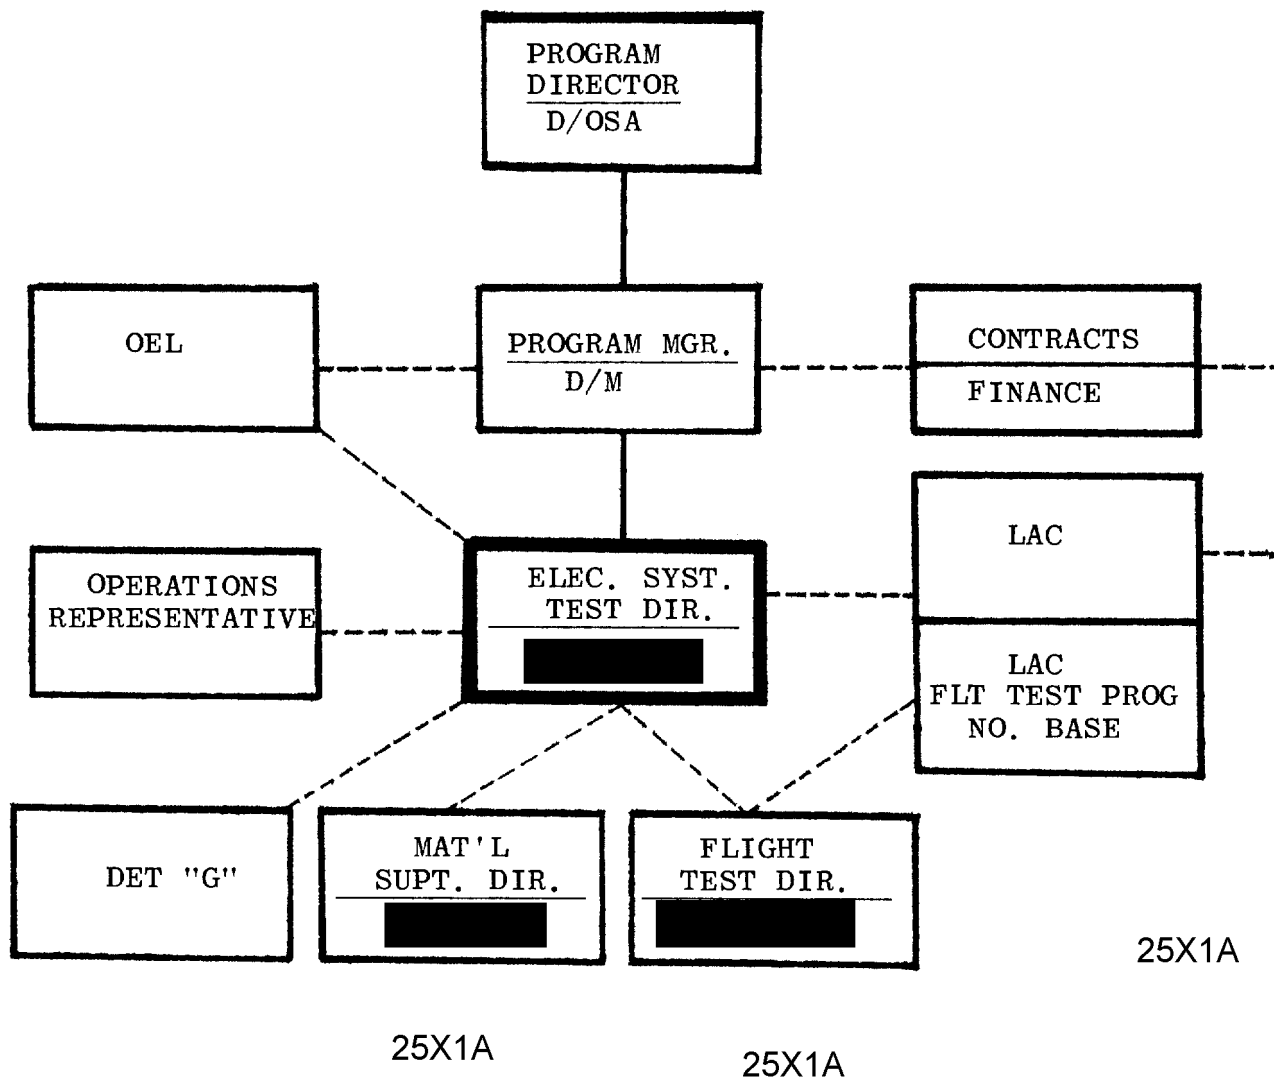 PROGRAM
DIRECTOR
D/OSA
OEL
PROGRAM MGR.
D/M
CONTRACTS
FINANCE
OPERATIONS
REPRESENTATIVE
ELEC. SYST.
TEST DIR.
LAC
LAC
FLT TEST PROG
NO. BASE
DET "G"
MAT'L
SUPT. DIR.
FLIGHT
TEST DIR.
25X1A
25X1A
25X1A